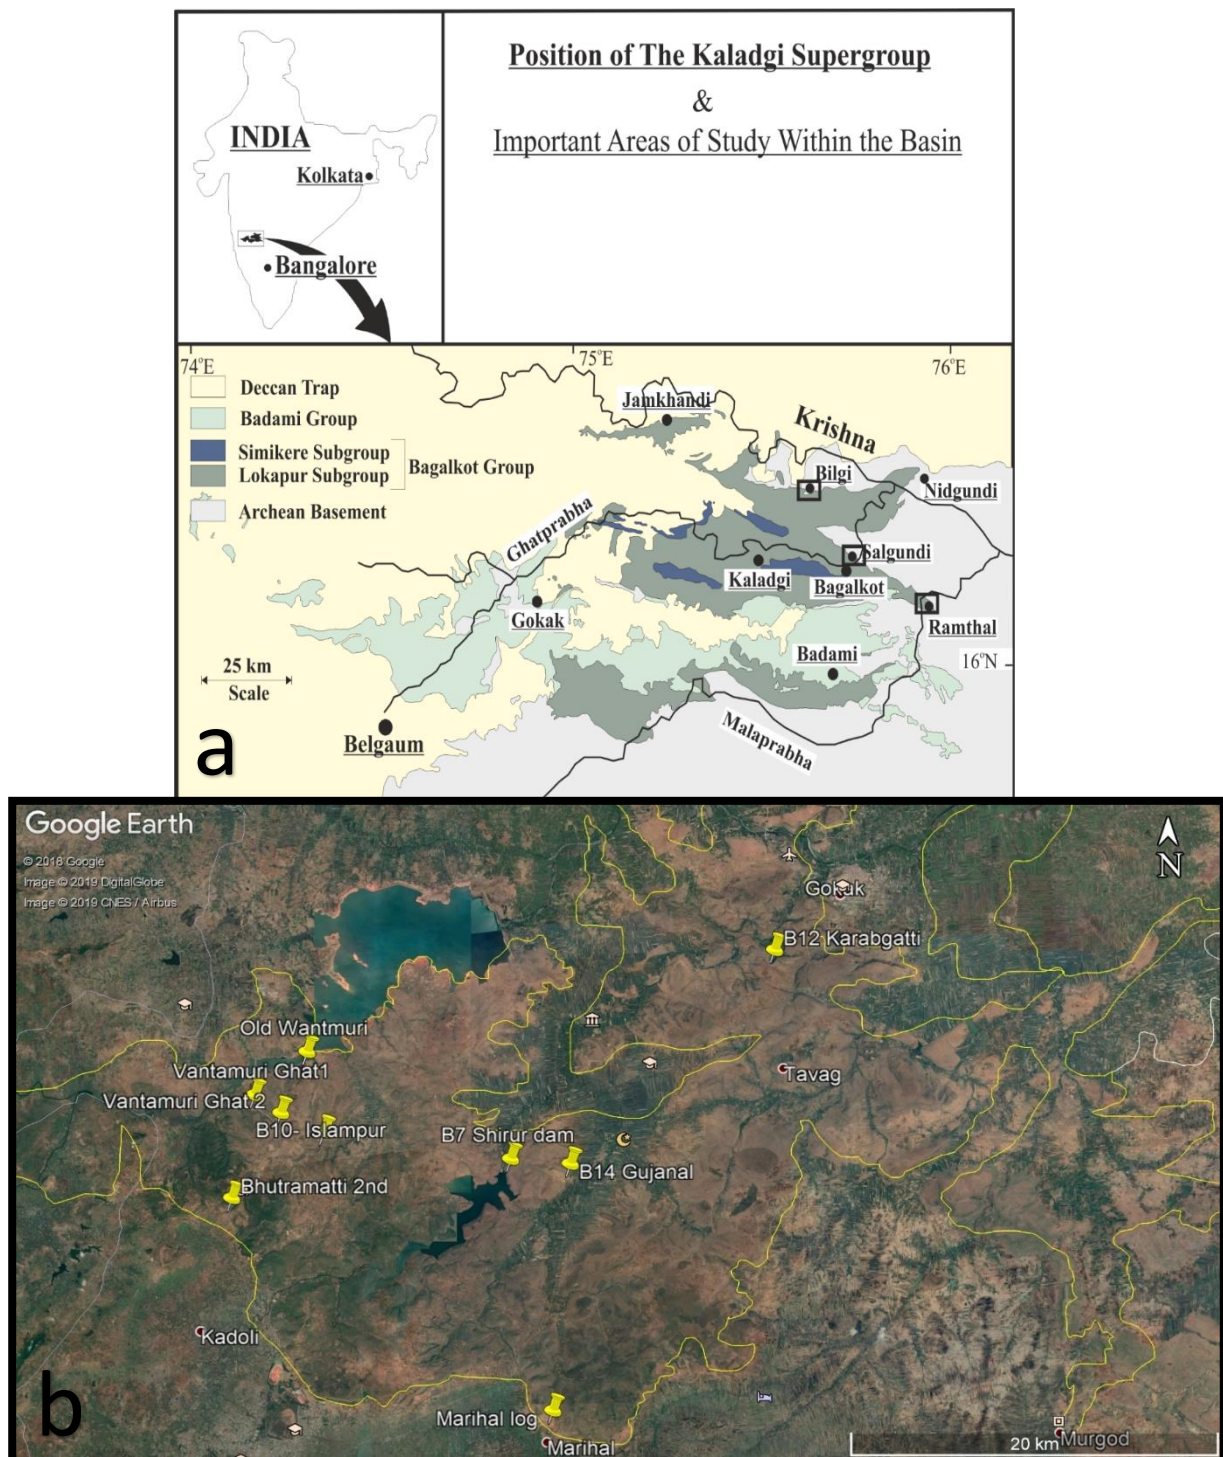 Position of The Kaladgi Supergroup
&
Important Areas of Study Within the Basin
INDIA
Kolkata
Bangalore
74°E
75°E
76°E
Deccan Trap
Badami Group
Simikere Subgroup
Lokapur Subgroup
Bagalkot Group
Archean Basement
Jamkhandi
Krishna
Bilgi
Nidgundi
Ghatprabha
Salgundi
Kaladgi
Bagalkot
Gokak
Ramthal
Badami
16°N
25 km
Scale
Malaprabha
Belgaum
a
Google Earth
© 2018 Google
Image © 2019 DigitalGlobe
Image © 2019 CNES / Airbus
N
Gokak
B12 Karabgatti
Old Wantmuri
Vantamuri Ghat1
Tavag
Vantamuri Ghat 2
B10- Islampur
B7 Shirur dam
B14 Gujanal
Bhutramatti 2nd
Kadoli
b
Marihal log
Marihal
20 km
Murgod